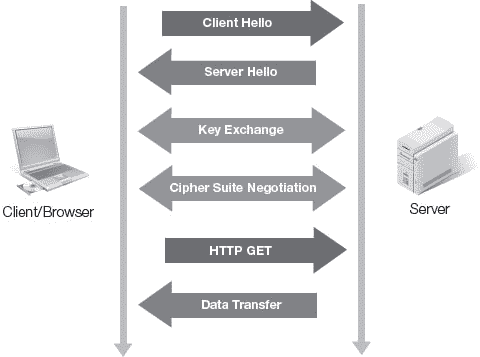 Client Hello
Server Hello
Key Exchange
Cipher Suite Negotiation
Client/Browser
Server
HTTP GET
Data Transfer